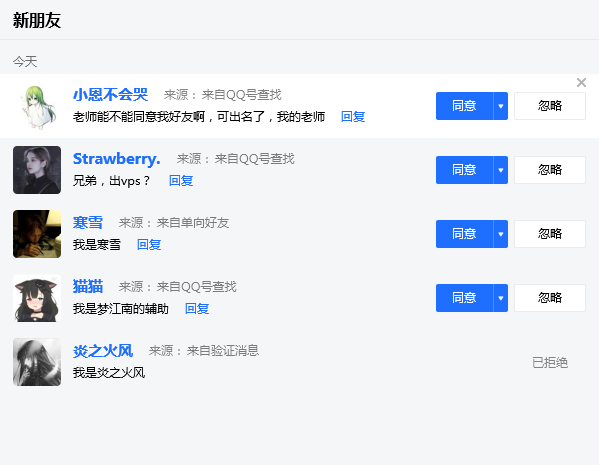 新朋友
今天
小恩不会哭 来源：来自QQ号查找
老师能不能同意我好友啊，可出名了，我的老师 回复
同意 忽略
Strawberry. 来源：来自QQ号查找
兄弟，出vps？ 回复
同意 忽略
寒雪 来源：来自单向好友
我是寒雪 回复
同意 忽略
猫猫 来源：来自QQ号查找
我是梦江南的辅助 回复
同意 忽略
炎之火风 来源：来自验证消息
我是炎之火风
已拒绝